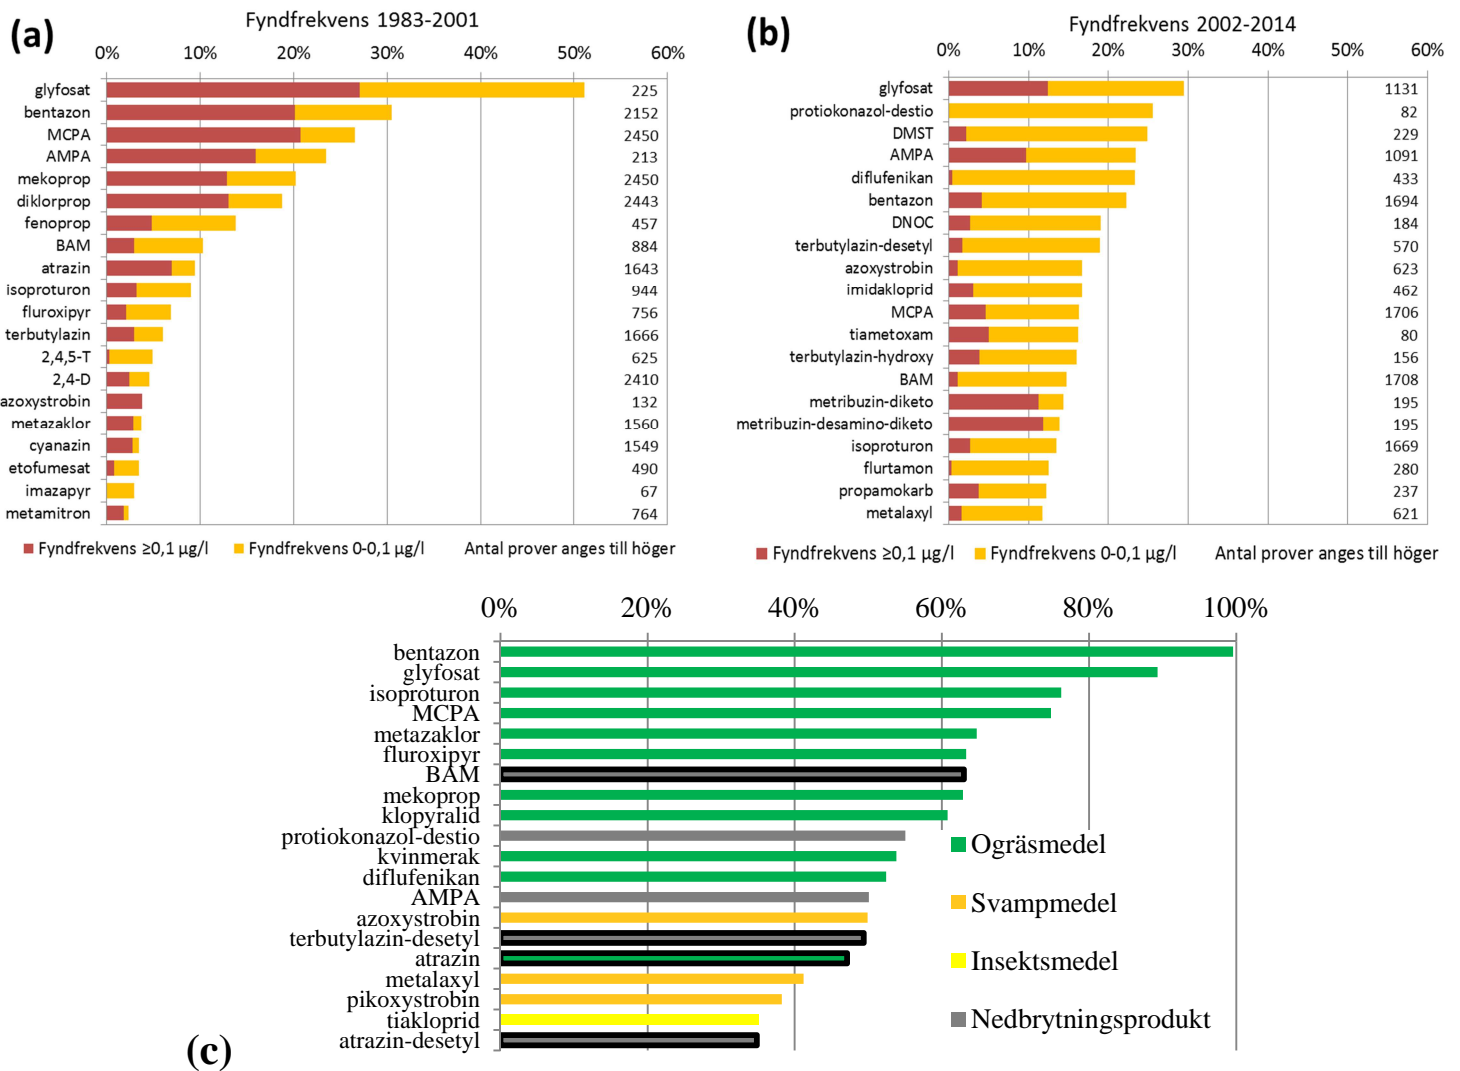 (a)
Fyndfrekvens 1983-2001
0% 10% 20% 30% 40% 50% 60%
glyfosat 225
bentazon 2152
MCPA 2450
AMPA 213
mekoprop 2450
diklorprop 2443
fenoprop 457
BAM 884
atrazin 1643
isoproturon 944
fluroxipyr 756
terbutylazin 1666
2,4,5-T 625
2,4-D 2410
azoxystrobin 132
metazaklor 1560
cyanazin 1549
etofumesat 490
imazapyr 67
metamitron 764
Fyndfrekvens ≥0,1 µg/l Fyndfrekvens 0-0,1 µg/l Antal prover anges till höger
(b)
Fyndfrekvens 2002-2014
0% 10% 20% 30% 40% 50% 60%
glyfosat 1131
protiokonazol-destio 82
DMST 229
AMPA 1091
diflufenikan 433
bentazon 1694
DNOC 184
terbutylazin-desetyl 570
azoxystrobin 623
imidakloprid 462
MCPA 1706
tiametoxam 80
terbutylazin-hydroxy 156
BAM 1708
metribuzin-diketo 195
metribuzin-desamino-diketo 195
isoproturon 1669
flurtamon 280
propamokarb 237
metalaxyl 621
Fyndfrekvens ≥0,1 µg/l Fyndfrekvens 0-0,1 µg/l Antal prover anges till höger
0% 20% 40% 60% 80% 100%
bentazon
glyfosat
isoproturon
MCPA
metazaklor
fluroxipyr
BAM
mekoprop
klopyralid
protiokonazol-destio
kvinmerak
diflufenikan
AMPA
azoxystrobin
terbutylazin-desetyl
atrazin
metalaxyl
pikoxystrobin
tiakloprid
atrazin-desetyl
Ogräsmedel
Svampmedel
Insektsmedel
Nedbrytningsprodukt
(c)